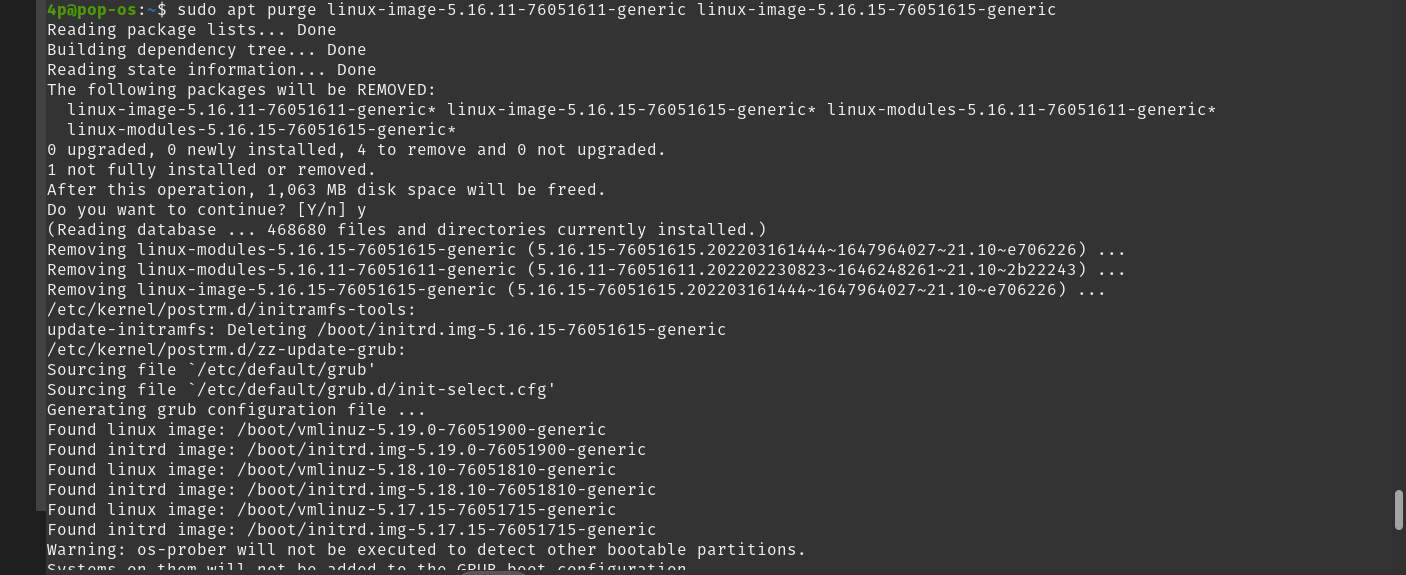 4p@pop-os:~$ sudo apt purge linux-image-5.16.11-76051611-generic linux-image-5.16.15-76051615-generic
Reading package lists... Done
Building dependency tree... Done
Reading state information... Done
The following packages will be REMOVED:
  linux-image-5.16.11-76051611-generic* linux-image-5.16.15-76051615-generic* linux-modules-5.16.11-76051611-generic*
  linux-modules-5.16.15-76051615-generic*
0 upgraded, 0 newly installed, 4 to remove and 0 not upgraded.
1 not fully installed or removed.
After this operation, 1,063 MB disk space will be freed.
Do you want to continue? [Y/n] y
(Reading database ... 468680 files and directories currently installed.)
Removing linux-modules-5.16.15-76051615-generic (5.16.15-76051615.202203161444~1647964027~21.10~e706226) ...
Removing linux-modules-5.16.11-76051611-generic (5.16.11-76051611.202202230823~1646248261~21.10~2b22243) ...
Removing linux-image-5.16.15-76051615-generic (5.16.15-76051615.202203161444~1647964027~21.10~e706226) ...
/etc/kernel/postrm.d/initramfs-tools:
update-initramfs: Deleting /boot/initrd.img-5.16.15-76051615-generic
/etc/kernel/postrm.d/zz-update-grub:
Sourcing file `/etc/default/grub'
Sourcing file `/etc/default/grub.d/init-select.cfg'
Generating grub configuration file ...
Found linux image: /boot/vmlinuz-5.19.0-76051900-generic
Found initrd image: /boot/initrd.img-5.19.0-76051900-generic
Found linux image: /boot/vmlinuz-5.18.10-76051810-generic
Found initrd image: /boot/initrd.img-5.18.10-76051810-generic
Found linux image: /boot/vmlinuz-5.17.15-76051715-generic
Found initrd image: /boot/initrd.img-5.17.15-76051715-generic
Warning: os-prober will not be executed to detect other bootable partitions.
Systems on them will not be added to the GRUB boot configuration